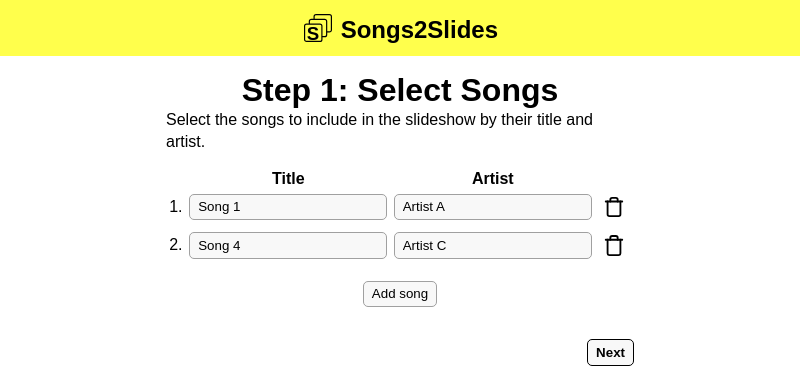 S Songs2Slides
Step 1: Select Songs
Select the songs to include in the slideshow by their title and
artist.
Title Artist
1. Song 1 Artist A
2. Song 4 Artist C
Add song
Next